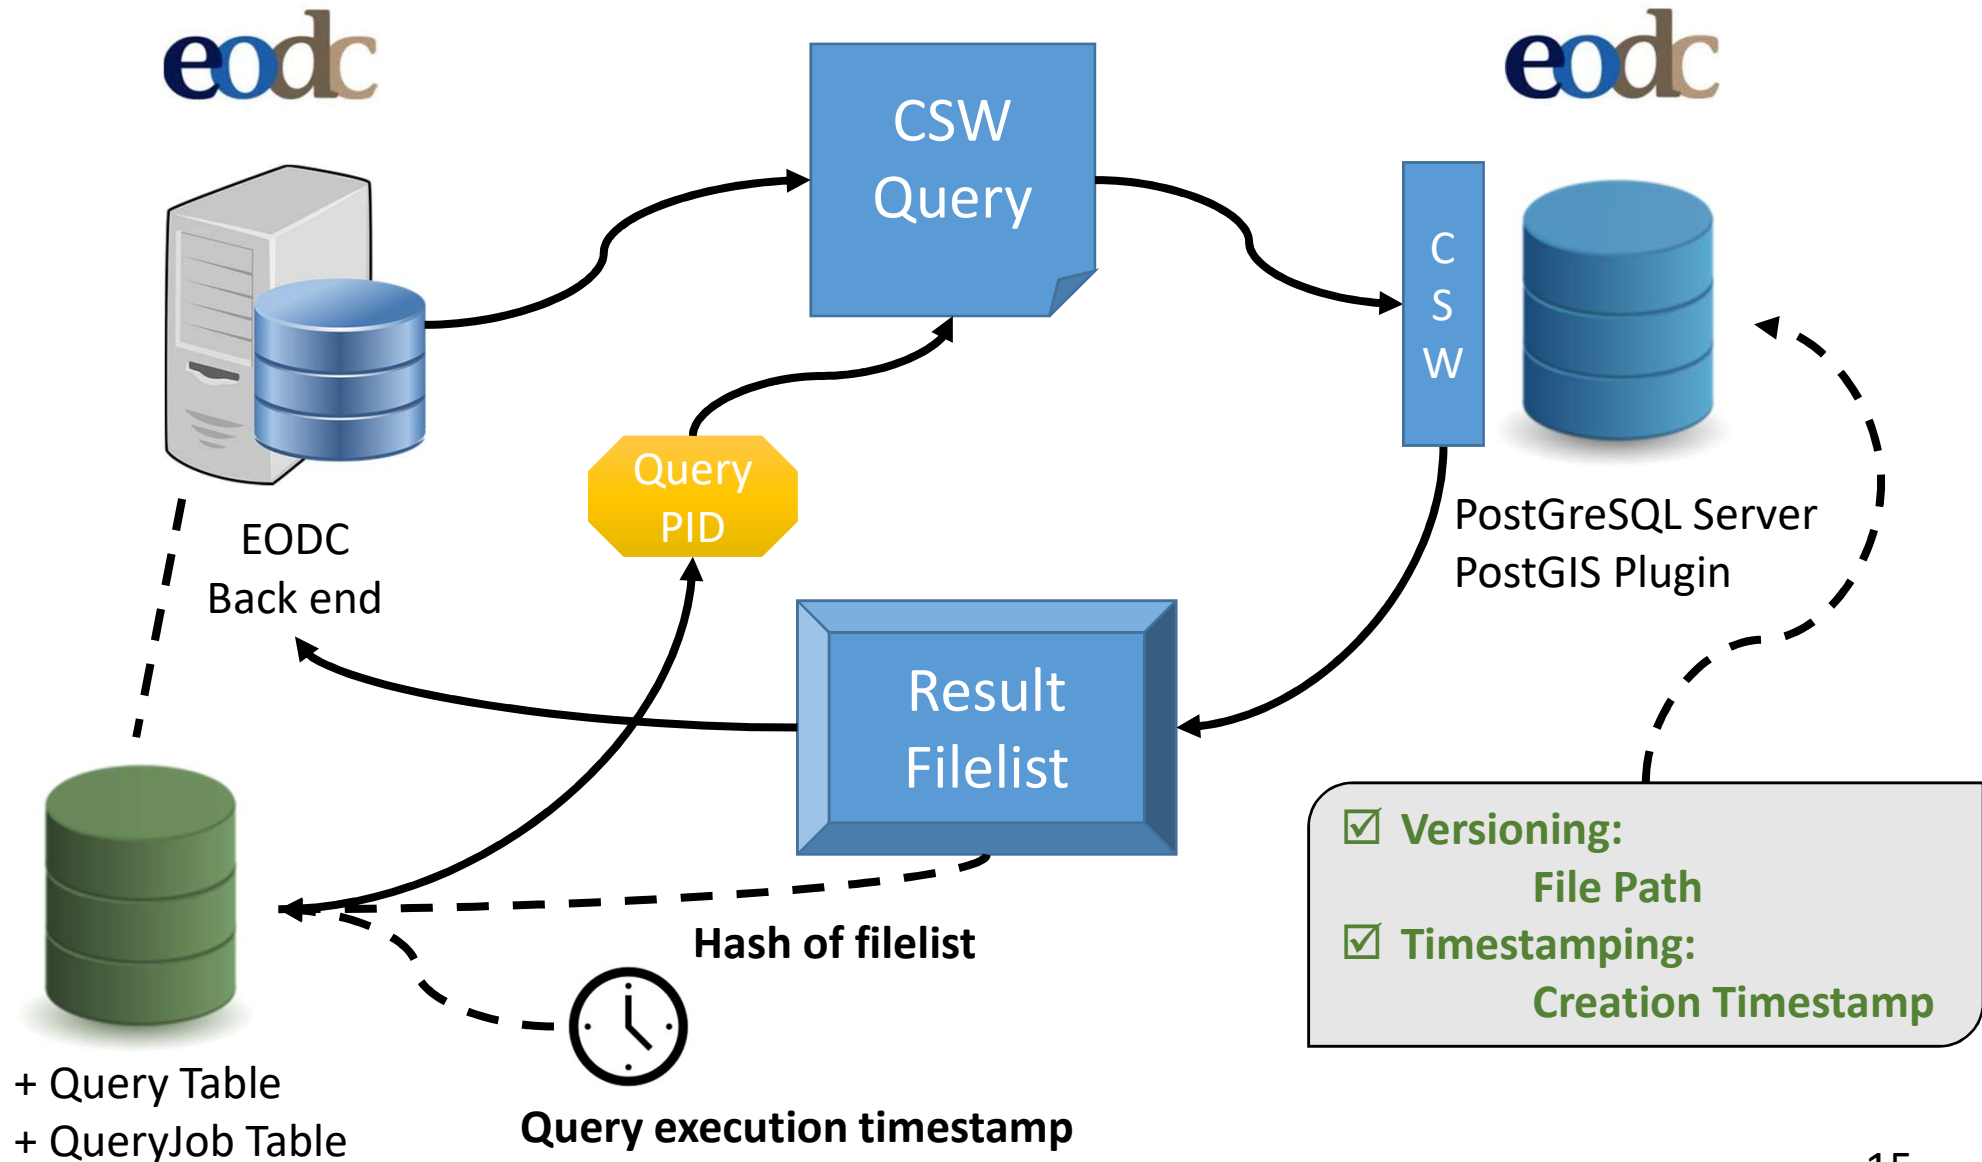 eodc
eodc
CSW
Query
C
S
W
Query
PID
EODC
Back end
PostGreSQL Server
PostGIS Plugin
Result
Filelist
Versioning:
File Path
Timestamping:
Creation Timestamp
Hash of filelist
Query execution timestamp
+ Query Table
+ QueryJob Table
15